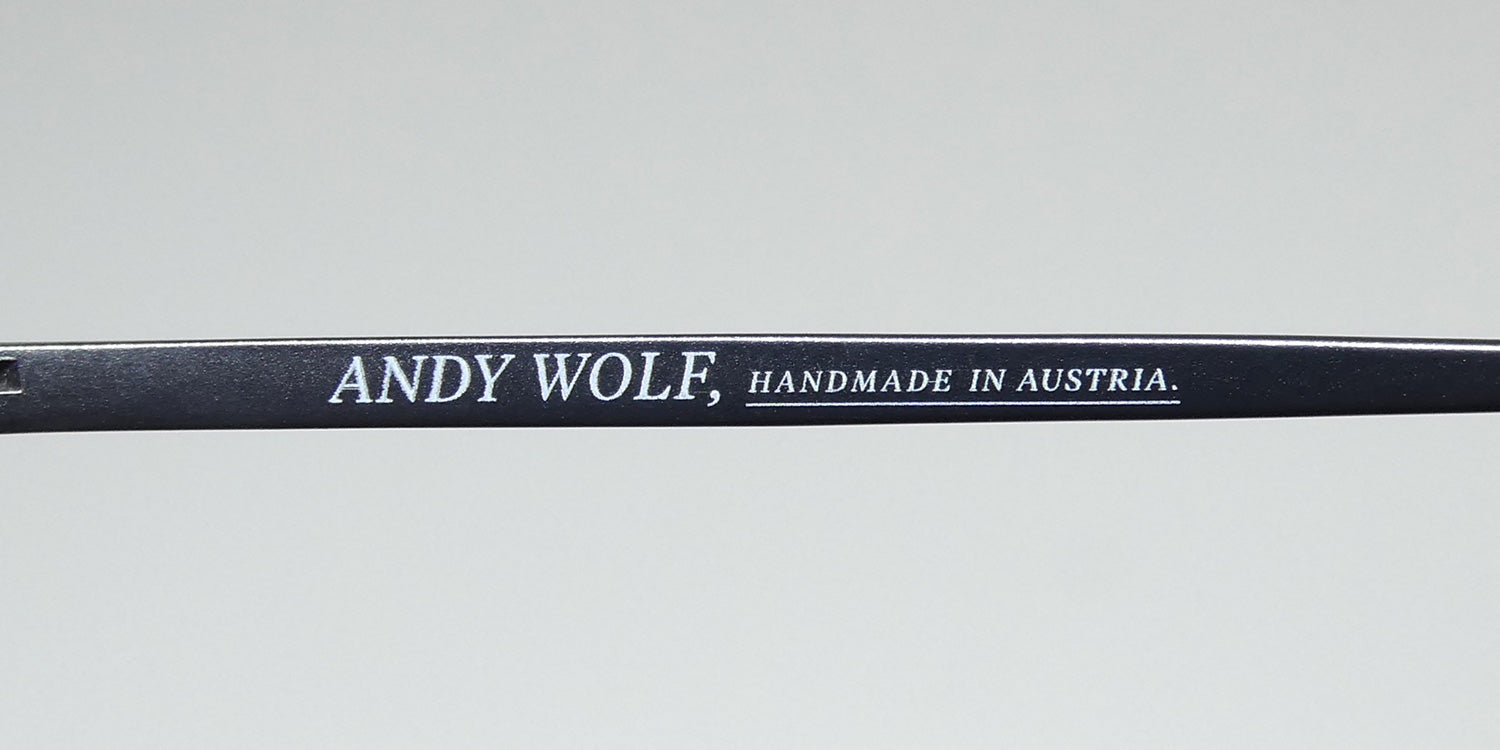 ANDY WOLF, HANDMADE IN AUSTRIA.